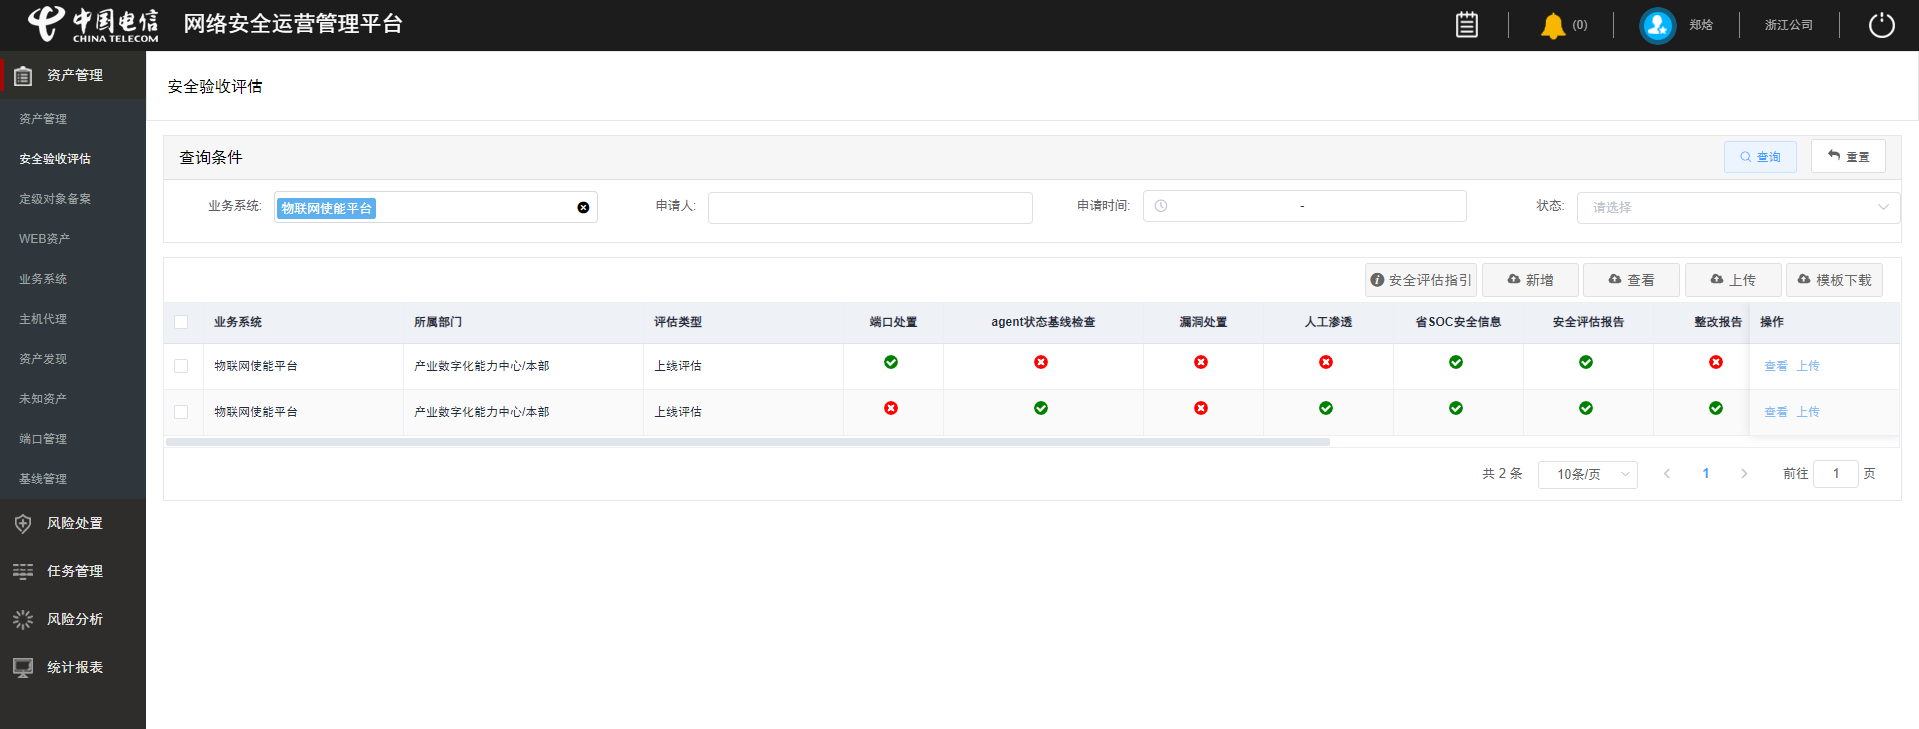 中国电信
CHINA TELECOM
网络安全运营管理平台
(0)
郑焓
浙江公司
资产管理
资产管理
安全验收评估
定级对象备案
WEB资产
业务系统
主机代理
资产发现
未知资产
端口管理
基线管理
风险处置
任务管理
风险分析
统计报表
安全验收评估
查询条件
查询
重置
业务系统:
物联网使能平台
申请人:
申请时间:
-
状态:
请选择
安全评估指引
新增
查看
上传
模板下载
业务系统 所属部门 评估类型 端口处置 agent状态基线检查 漏洞处置 人工渗透 省SOC安全信息 安全评估报告 整改报告 操作
物联网使能平台 产业数字化能力中心/本部 上线评估 查看 上传
物联网使能平台 产业数字化能力中心/本部 上线评估 查看 上传
共 2 条 10条/页 1 前往 1 页